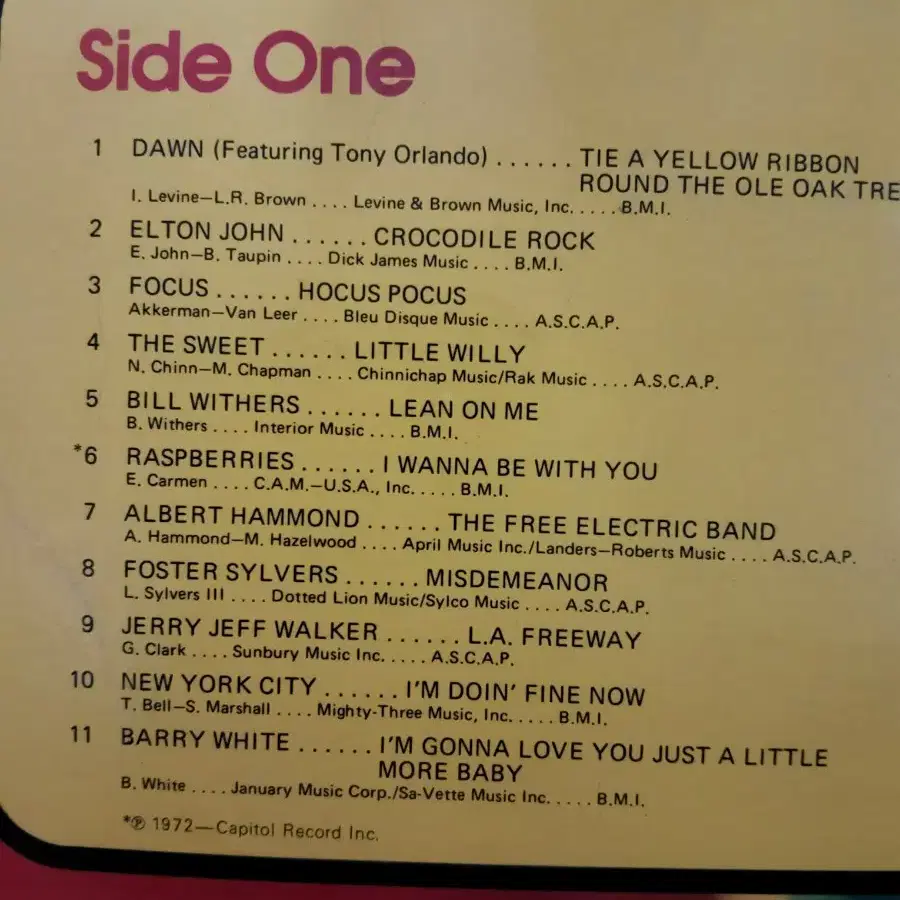 Side One
1 DAWN (Featuring Tony Orlando) . . . . . . TIE A YELLOW RIBBON
ROUND THE OLE OAK TRE
I. Levine—L.R. Brown . . . . Levine & Brown Music, Inc. . . . . B.M.I.
2 ELTON JOHN . . . . . . CROCODILE ROCK
E. John—B. Taupin . . . . Dick James Music . . . . B.M.I.
3 FOCUS . . . . . . HOCUS POCUS
Akkerman—Van Leer . . . . Bleu Disque Music . . . . A.S.C.A.P.
4 THE SWEET . . . . . . LITTLE WILLY
N. Chinn—M. Chapman . . . . Chinnichap Music/Rak Music . . . . A.S.C.A.P.
5 BILL WITHERS . . . . . . LEAN ON ME
B. Withers . . . . Interior Music . . . . B.M.I.
*6 RASPBERRIES . . . . . . I WANNA BE WITH YOU
E. Carmen . . . . C.A.M.—U.S.A., Inc. . . . . B.M.I.
7 ALBERT HAMMOND . . . . . . THE FREE ELECTRIC BAND
A. Hammond—M. Hazelwood . . . . April Music Inc./Landers—Roberts Music . . . . A.S.C.A.P.
8 FOSTER SYLVERS . . . . . . MISDEMEANOR
L. Sylvers III . . . . Dotted Lion Music/Sylco Music . . . . A.S.C.A.P.
9 JERRY JEFF WALKER . . . . . . L.A. FREEWAY
G. Clark . . . . Sunbury Music Inc. . . . . A.S.C.A.P.
10 NEW YORK CITY . . . . . . I'M DOIN' FINE NOW
T. Bell—S. Marshall . . . . Mighty-Three Music, Inc. . . . . B.M.I.
11 BARRY WHITE . . . . . . I'M GONNA LOVE YOU JUST A LITTLE
MORE BABY
B. White . . . . January Music Corp./Sa-Vette Music Inc. . . . . B.M.I.
*℗ 1972—Capitol Record Inc.